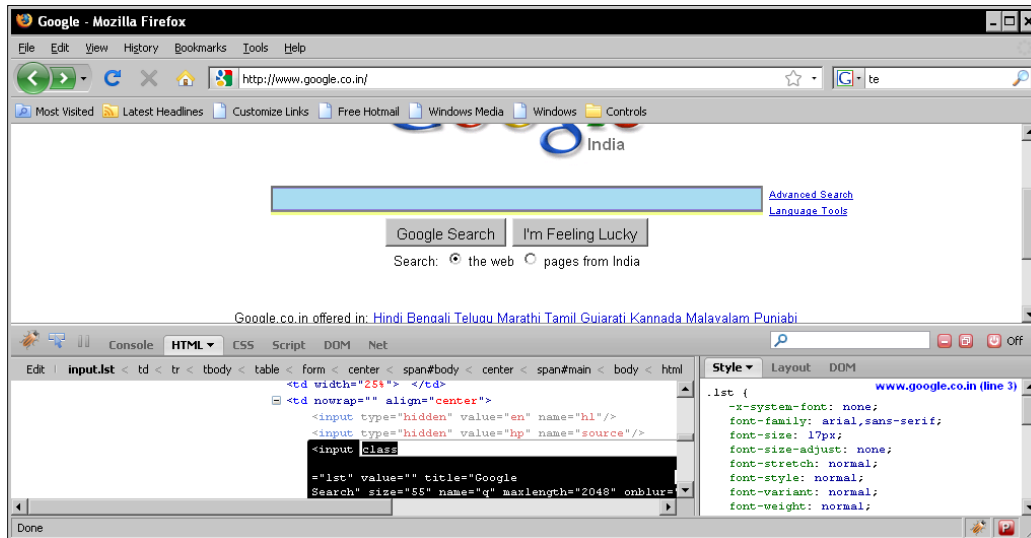 Google - Mozilla Firefox
File Edit View History Bookmarks Tools Help
http://www.google.co.in/ G te
Most Visited Latest Headlines Customize Links Free Hotmail Windows Media Windows Controls
India
Advanced Search
Language Tools
Google Search I'm Feeling Lucky
Search: the web pages from India
Google.co.in offered in: Hindi Bengali Telugu Marathi Tamil Gujarati Kannada Malayalam Punjabi
Console HTML CSS Script DOM Net Off
Edit input.lst < td < tr < tbody < table < form < center < span#body < center < span#main < body < html
Style Layout DOM
<td width="25%"> </td>
<td nowrap="" align="center">
<input type="hidden" value="en" name="hl"/>
<input type="hidden" value="hp" name="source"/>
<input class
="lst" value="" title="Google
Search" size="55" name="q" maxlength="2048" onblur="
www.google.co.in (line 3)
.lst {
-x-system-font: none;
font-family: arial,sans-serif;
font-size: 17px;
font-size-adjust: none;
font-stretch: normal;
font-style: normal;
font-variant: normal;
font-weight: normal;
Done